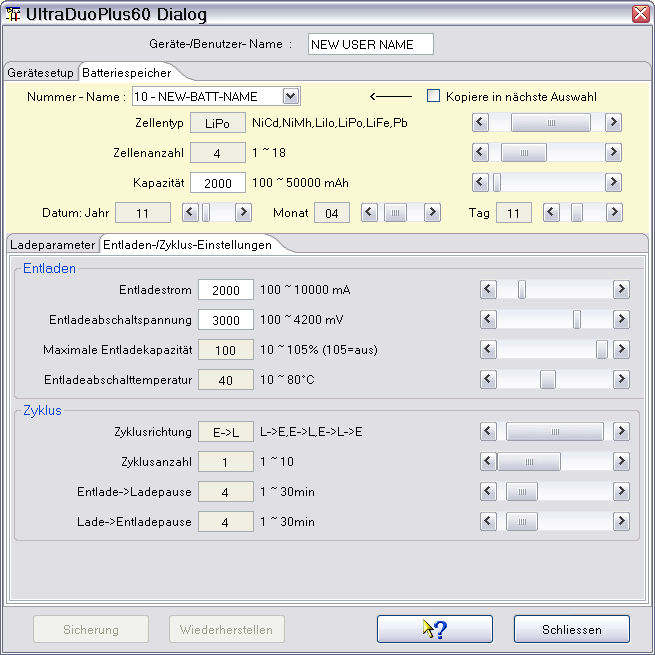 UltraDuoPlus60 Dialog
Geräte-/Benutzer- Name : NEW USER NAME
Gerätesetup Batteriespeicher
Nummer - Name : 10 - NEW-BATT-NAME Kopiere in nächste Auswahl
Zellentyp LiPo NiCd,NiMh,LiIo,LiPo,LiFe,Pb
Zellenanzahl 4 1 ~ 18
Kapazität 2000 100 ~ 50000 mAh
Datum: Jahr 11 Monat 04 Tag 11
Ladeparameter Entladen-/Zyklus-Einstellungen
Entladen
Entladestrom 2000 100 ~ 10000 mA
Entladeabschaltspannung 3000 100 ~ 4200 mV
Maximale Entladekapazität 100 10 ~ 105% (105=aus)
Entladeabschalttemperatur 40 10 ~ 80°C
Zyklus
Zyklusrichtung E->L L->E,E->L,E->L->E
Zyklusanzahl 1 1 ~ 10
Entlade->Ladepause 4 1 ~ 30min
Lade->Entladepause 4 1 ~ 30min
Sicherung Wiederherstellen ? Schliessen